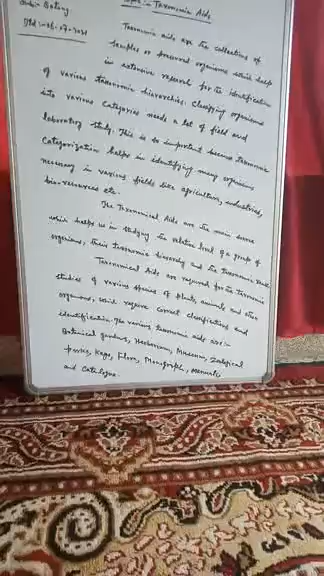 Topic :- Taxonomic Aids
Taxonomic aids are the collections of
samples or preserved organisms which help
in extensive research for the identification
of various taxonomic hierarchies. Classifying organisms
into various categories needs a lot of field and
laboratory study. This is so important because taxonomic
Categorization helps in identifying many organisms
necessary in various fields like agriculture, industries,
bio-resources etc.
The Taxonomical Aids are the main source
which helps us in studying the relative level of a group of
organisms, their taxonomic hierarchy and the taxonomic rank.
Taxonomical Aids are required for the taxonomic
studies of various species of plants, animals and other
organisms, which require correct classification and
identification. The various taxonomic aids are:-
Botanical gardens, Herbarium, Museum, Zoological
parks, Keys, Flora, Monographs, Manuals,
and Catalogue.